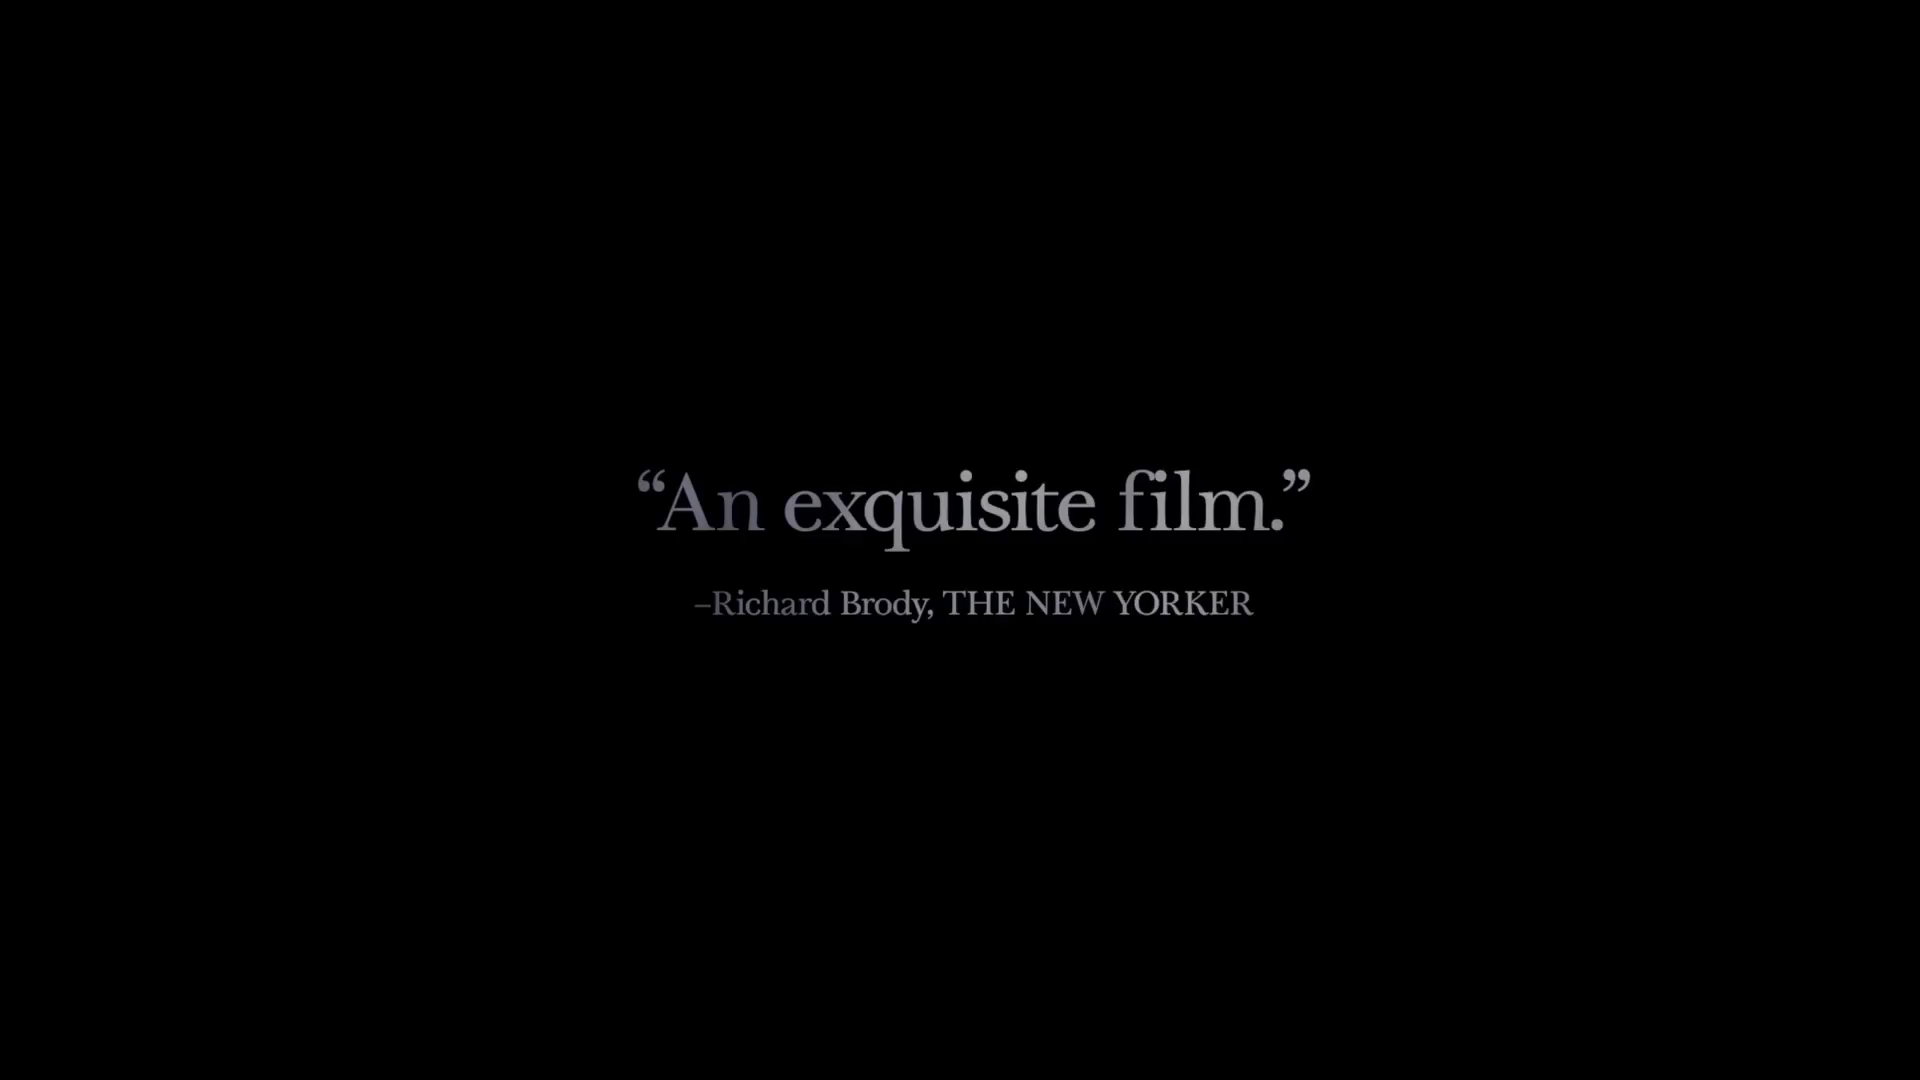 “An exquisite film.”
–Richard Brody, THE NEW YORKER